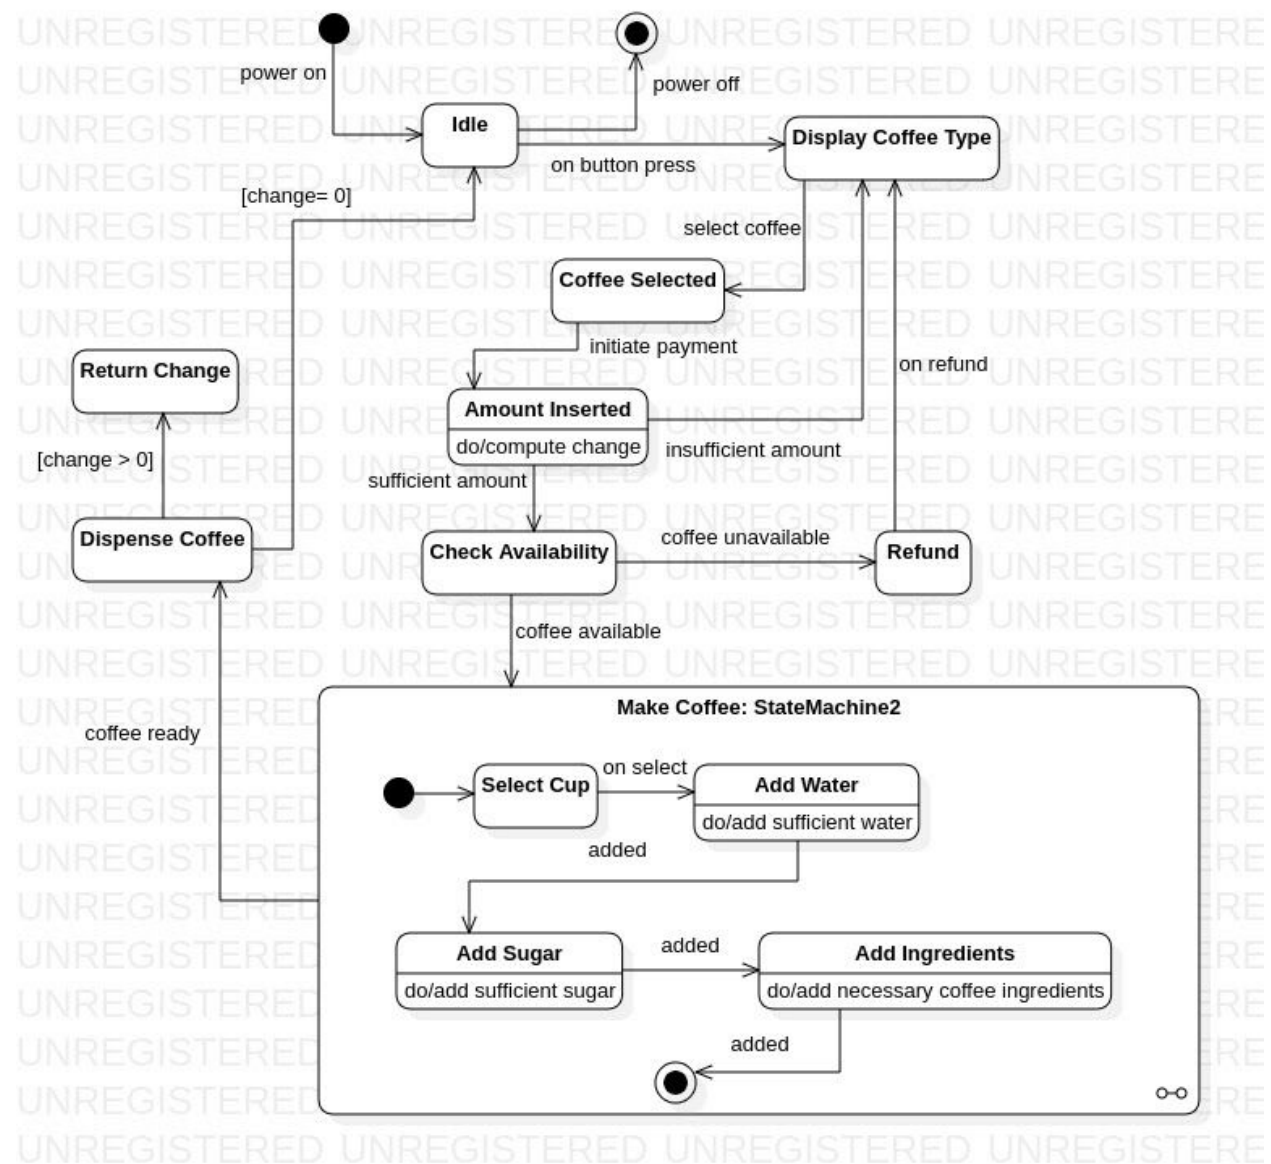 power on
power off
Idle
Display Coffee Type
on button press
[change= 0]
select coffee
Coffee Selected
initiate payment
Return Change
on refund
Amount Inserted
do/compute change
insufficient amount
[change > 0]
sufficient amount
Dispense Coffee
Check Availability
coffee unavailable
Refund
coffee available
Make Coffee: StateMachine2
coffee ready
Select Cup
on select
Add Water
do/add sufficient water
added
Add Sugar
do/add sufficient sugar
added
Add Ingredients
do/add necessary coffee ingredients
added
UNREGISTERED UNREGISTERED UNREGISTERED UNREGISTERE